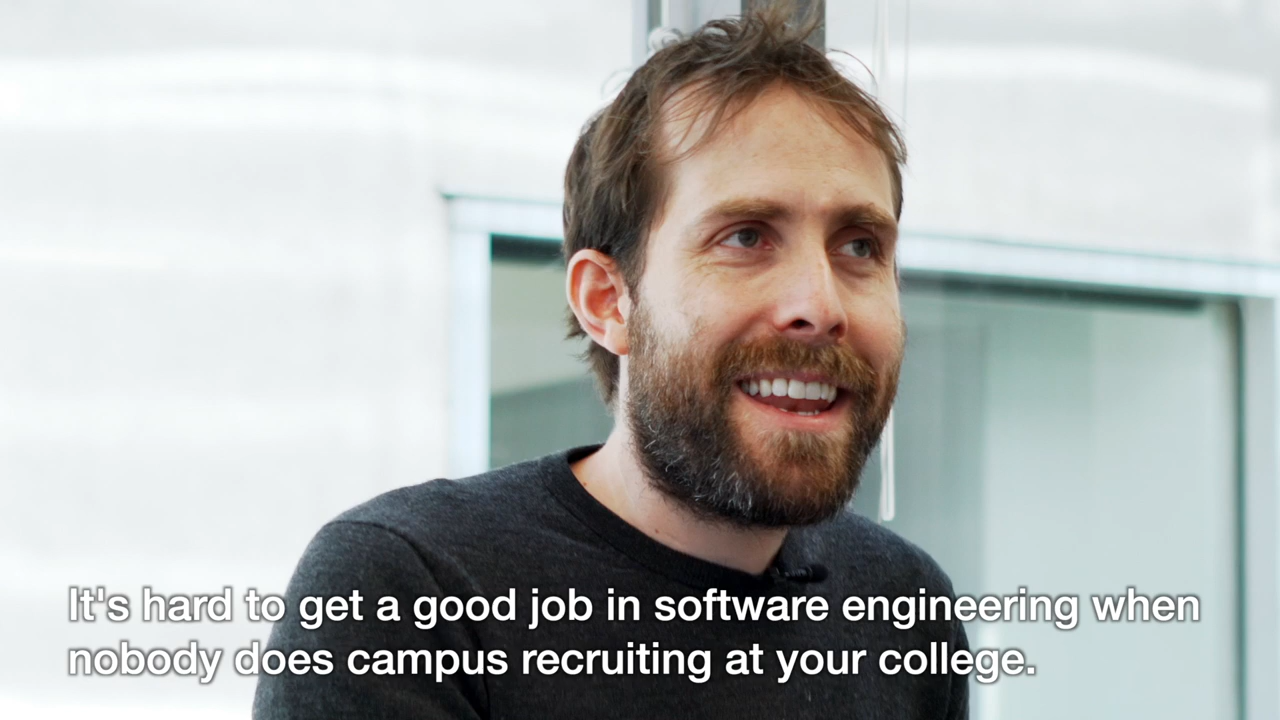 It's hard to get a good job in software engineering when
nobody does campus recruiting at your college.